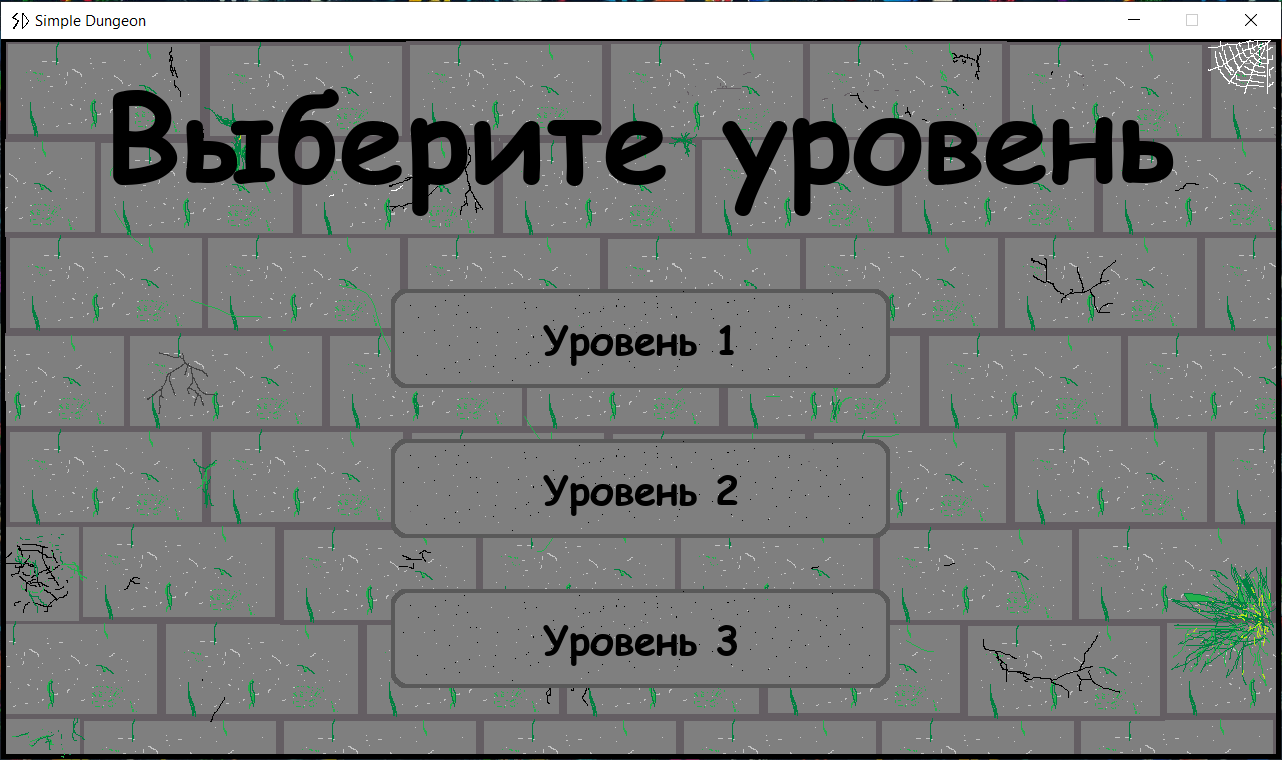 Simple Dungeon
Выберите уровень
Уровень 1
Уровень 2
Уровень 3